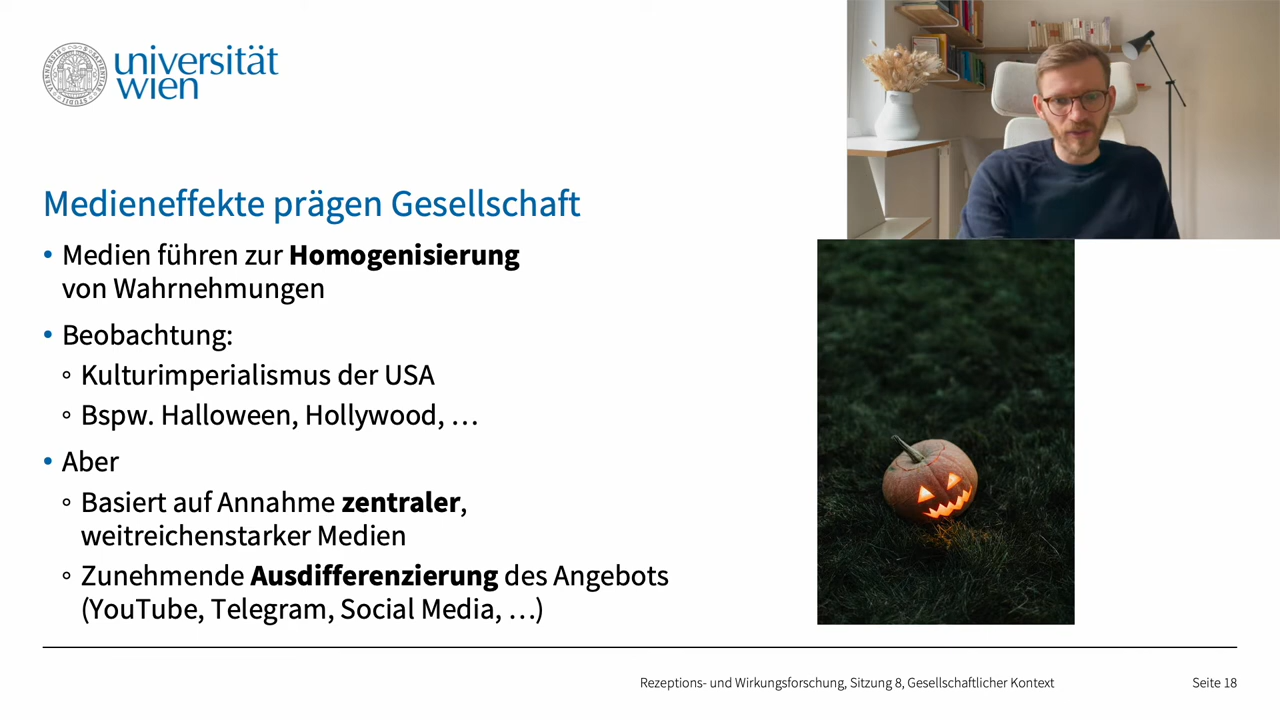 universität
wien
Medieneffekte prägen Gesellschaft
• Medien führen zur Homogenisierung
von Wahrnehmungen
• Beobachtung:
◦ Kulturimperialismus der USA
◦ Bspw. Halloween, Hollywood, …
• Aber
◦ Basiert auf Annahme zentraler,
weitreichenstarker Medien
◦ Zunehmende Ausdifferenzierung des Angebots
(YouTube, Telegram, Social Media, …)
Rezeptions- und Wirkungsforschung, Sitzung 8, Gesellschaftlicher Kontext
Seite 18